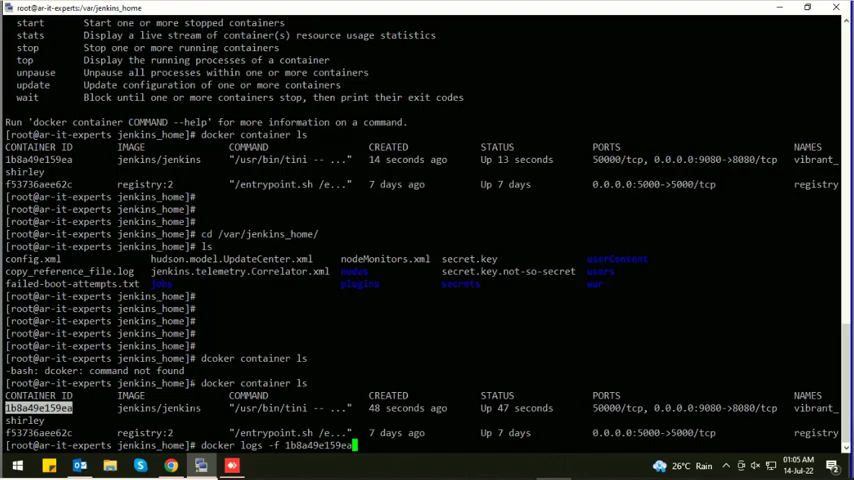 root@ar-it-experts:/var/jenkins_home
start Start one or more stopped containers
stats Display a live stream of container(s) resource usage statistics
stop Stop one or more running containers
top Display the running processes of a container
unpause Unpause all processes within one or more containers
update Update configuration of one or more containers
wait Block until one or more containers stop, then print their exit codes
Run 'docker container COMMAND --help' for more information on a command.
[root@ar-it-experts jenkins_home]# docker container ls
CONTAINER ID IMAGE COMMAND CREATED STATUS PORTS NAMES
1b8a49e159ea jenkins/jenkins "/usr/bin/tini -- ..." 14 seconds ago Up 13 seconds 50000/tcp, 0.0.0.0:9080->8080/tcp vibrant_
shirley
f53736aee62c registry:2 "/entrypoint.sh /e..." 7 days ago Up 7 days 0.0.0.0:5000->5000/tcp registry
[root@ar-it-experts jenkins_home]#
[root@ar-it-experts jenkins_home]#
[root@ar-it-experts jenkins_home]# cd /var/jenkins_home/
[root@ar-it-experts jenkins_home]# ls
config.xml hudson.model.UpdateCenter.xml nodeMonitors.xml secret.key userContent
copy_reference_file.log jenkins.telemetry.Correlator.xml nodes secret.key.not-so-secret users
failed-boot-attempts.txt jobs plugins secrets war
[root@ar-it-experts jenkins_home]#
[root@ar-it-experts jenkins_home]#
[root@ar-it-experts jenkins_home]#
[root@ar-it-experts jenkins_home]#
[root@ar-it-experts jenkins_home]# dcoker container ls
-bash: dcoker: command not found
[root@ar-it-experts jenkins_home]# docker container ls
CONTAINER ID IMAGE COMMAND CREATED STATUS PORTS NAMES
1b8a49e159ea jenkins/jenkins "/usr/bin/tini -- ..." 48 seconds ago Up 47 seconds 50000/tcp, 0.0.0.0:9080->8080/tcp vibrant_
shirley
f53736aee62c registry:2 "/entrypoint.sh /e..." 7 days ago Up 7 days 0.0.0.0:5000->5000/tcp registry
[root@ar-it-experts jenkins_home]# docker logs -f 1b8a49e159ea
26°C Rain
01:05 AM
14-Jul-22